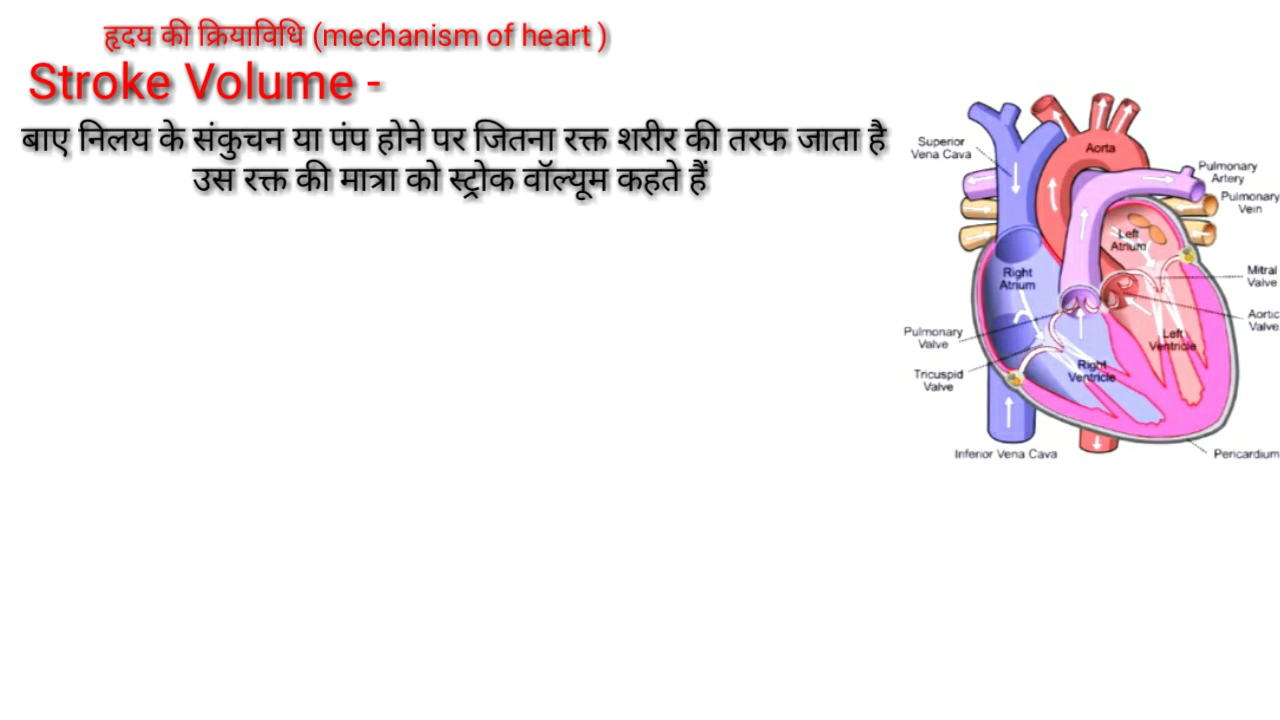 हृदय की क्रियाविधि (mechanism of heart )
Stroke Volume -
बाए निलय के संकुचन या पंप होने पर जितना रक्त शरीर की तरफ जाता है
उस रक्त की मात्रा को स्ट्रोक वॉल्यूम कहते हैं
Superior
Vena Cava
Aorta
Pulmonary
Artery
Pulmonary
Vein
Left
Atrium
Right
Atrium
Mitral
Valve
Aortic
Valve
Pulmonary
Valve
Left
Ventricle
Right
Ventricle
Tricuspid
Valve
Inferior Vena Cava
Pericardium